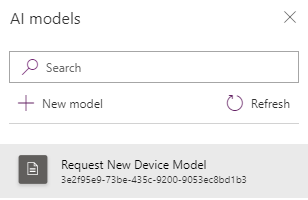 AI models
Search
New model Refresh
Request New Device Model
3e2f95e9-73be-435c-9200-9053ec8bd1b3